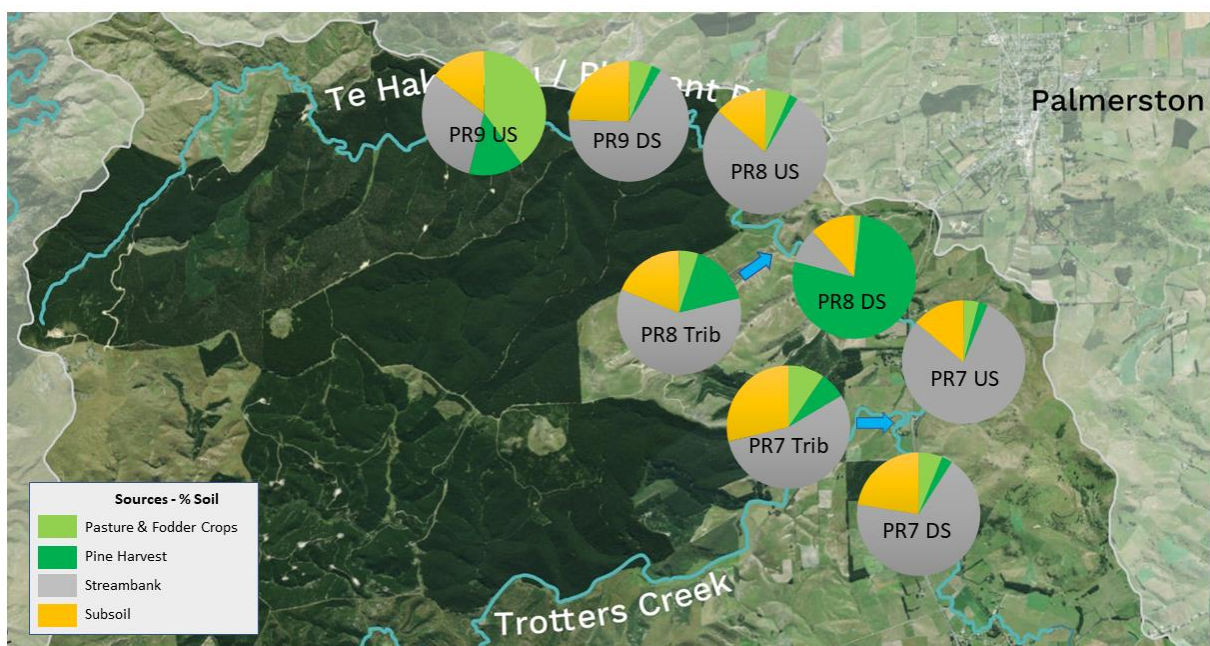 Te Hak
PR9 US
PR9 DS
PR8 US
Palmerston
PR8 Trib
PR8 DS
PR7 US
PR7 Trib
PR7 DS
Trotters Creek
Sources - % Soil
Pasture & Fodder Crops
Pine Harvest
Streambank
Subsoil